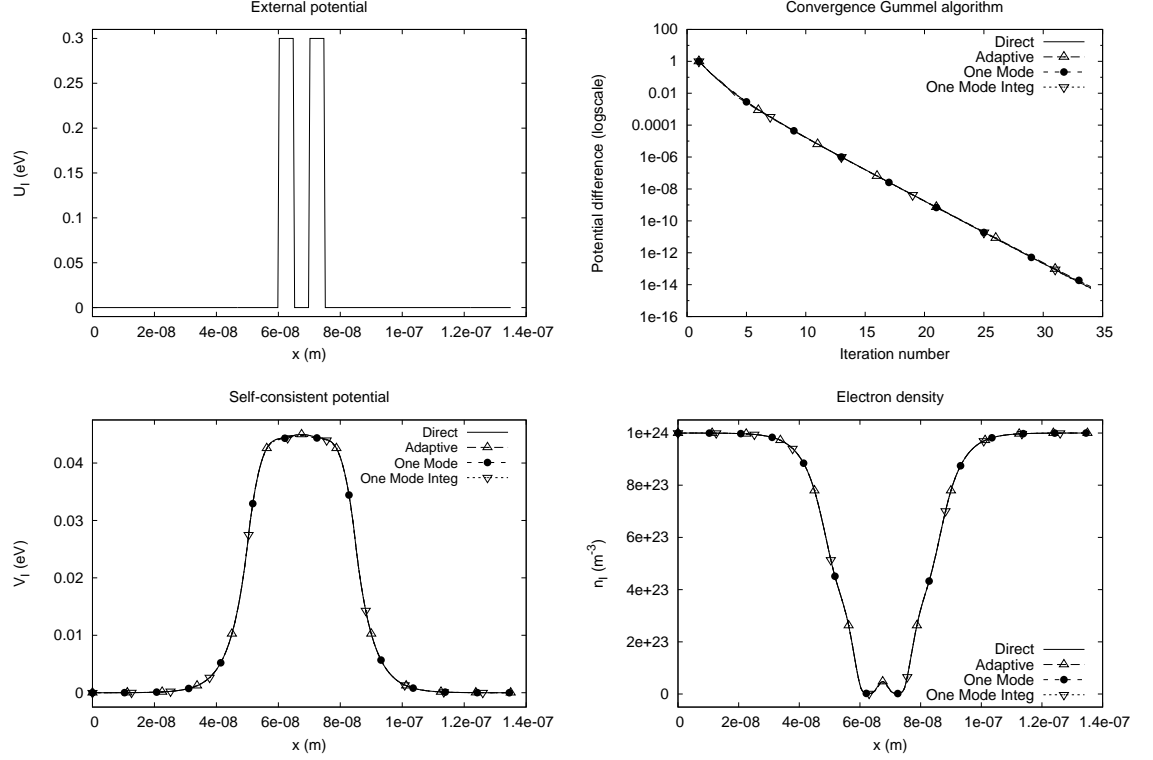 External potential
U_I (eV)
0.3
0.25
0.2
0.15
0.1
0.05
0
0 2e-08 4e-08 6e-08 8e-08 1e-07 1.2e-07 1.4e-07
x (m)
Convergence Gummel algorithm
Potential difference (logscale)
100
1
0.01
0.0001
1e-06
1e-08
1e-10
1e-12
1e-14
1e-16
0 5 10 15 20 25 30 35
Iteration number
Direct
Adaptive
One Mode
One Mode Integ
Self-consistent potential
V_I (eV)
0.04
0.03
0.02
0.01
0
0 2e-08 4e-08 6e-08 8e-08 1e-07 1.2e-07 1.4e-07
x (m)
Direct
Adaptive
One Mode
One Mode Integ
Electron density
n_I (m^-3)
1e+24
8e+23
6e+23
4e+23
2e+23
0
0 2e-08 4e-08 6e-08 8e-08 1e-07 1.2e-07 1.4e-07
x (m)
Direct
Adaptive
One Mode
One Mode Integ